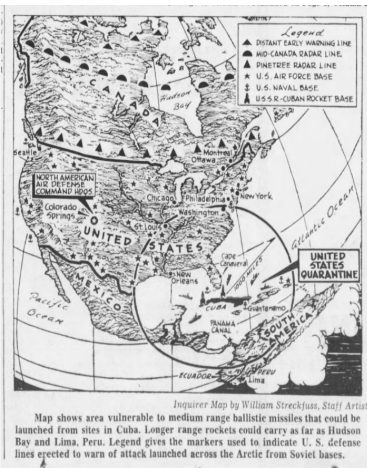 Legend
DISTANT EARLY WARNING LINE
MID-CANADA RADAR LINE
PINETREE RADAR LINE
U.S. AIR FORCE BASE
U.S. NAVAL BASE
U.S.S.R.-CUBAN ROCKET BASE
Hudson
Bay
CANADA
Seattle
Montreal
Ottawa
NORTH AMERICAN
AIR DEFENSE
COMMAND HDQS.
Colorado
Springs
Chicago
Philadelphia
New York
Washington
St. Louis
UNITED STATES
Atlantic Ocean
Cape
Canaveral
UNITED
STATES
QUARANTINE
New
Orleans
MEXICO
CUBA
Guantanamo
Pacific
Ocean
PANAMA
CANAL
SOUTH
AMERICA
ECUADOR
PERU
Lima
Inquirer Map by William Streckfuss, Staff Artist
Map shows area vulnerable to medium range ballistic missiles that could be
launched from sites in Cuba. Longer range rockets could carry as far as Hudson
Bay and Lima, Peru. Legend gives the markers used to indicate U. S. defense
lines erected to warn of attack launched across the Arctic from Soviet bases.